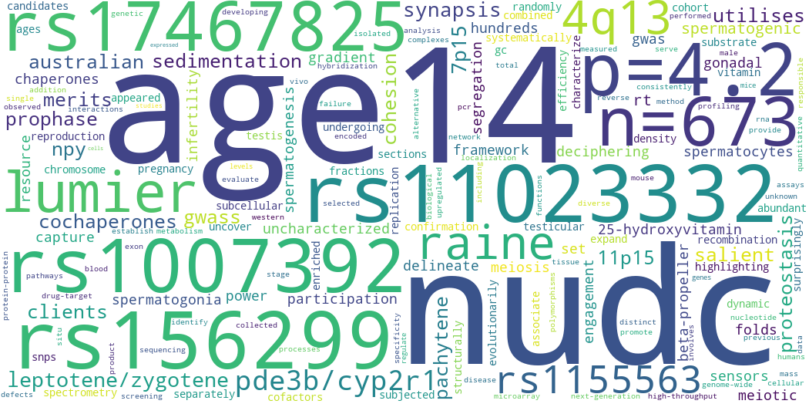 candidates genetic developing
rs17467825
ages isolated expressed
synapsis combined randomly hundreds systematically
4q13 cohort performed utilises spermatogenic
australian sedimentation gradient
chaperones hybridization
7p15 analysis complexes gc total gwas substrate male
efficiency characterize measured serve gonadal vitamin
consistently mice
p=4.2
age14
addition single observed merits interactions appeared infertility vivo failure cohesion
alternative segregation pcr reverse rt method profiling responsible
n=673
prophase undergoing encoded
reproduction testis spermatogenesis
network framework density rna provide quantitative
npy studies cells sections
localization deciphering spermatocytes
resource chromosome pregnancy levels evaluate fractions
including mouse assays unknown
lumier subcellular selected western replication
rs11023332
biological upregulated functions diverse abundant
cochaperones uncover
gwass establish metabolism uncharacterized confirmation testicular 25-hydroxyvitamin
capture exon
rs1007392
raine set expand recombination
delineate 11p15 salient proteostasis surprisingly
meiosis tissue highlighting
protein-protein pathways blood drug-target stage enriched
spermatogonia power participation
clients snps identify collected
rs156299
specificity regulate
situ product sequencing processes
nudc
pachytene structurally evolutionarily associate polymorphisms engagement distinct promote
beta-propeller involves genes dynamic nucleotide folds previous data humans
leptotene/zygotene pde3b/cyp2r1
disease rs1155563 sensors genome-wide mass cellular
defects spectrometry screening separately cofactors subjected
microarray next-generation high-throughput meiotic